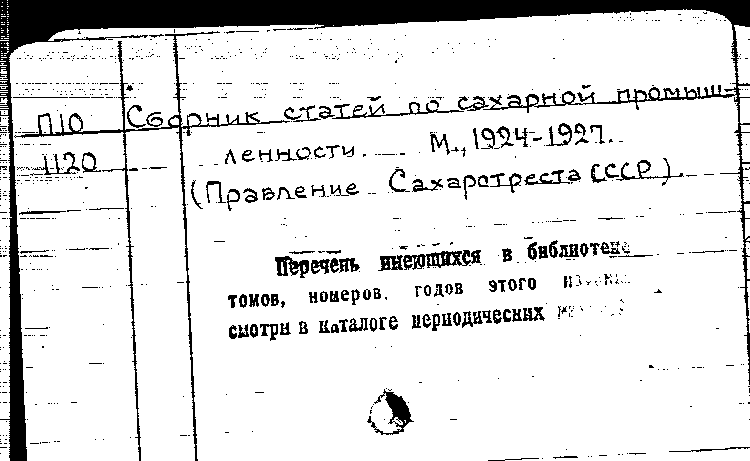 П10 Сборник статей по сахарной промыш-
1120 ленности. М., 1924-1927.
(Правление Сахаротреста СССР).
Перечень имеющихся в библиотеке
томов, номеров, годов этого
смотри в каталоге периодических